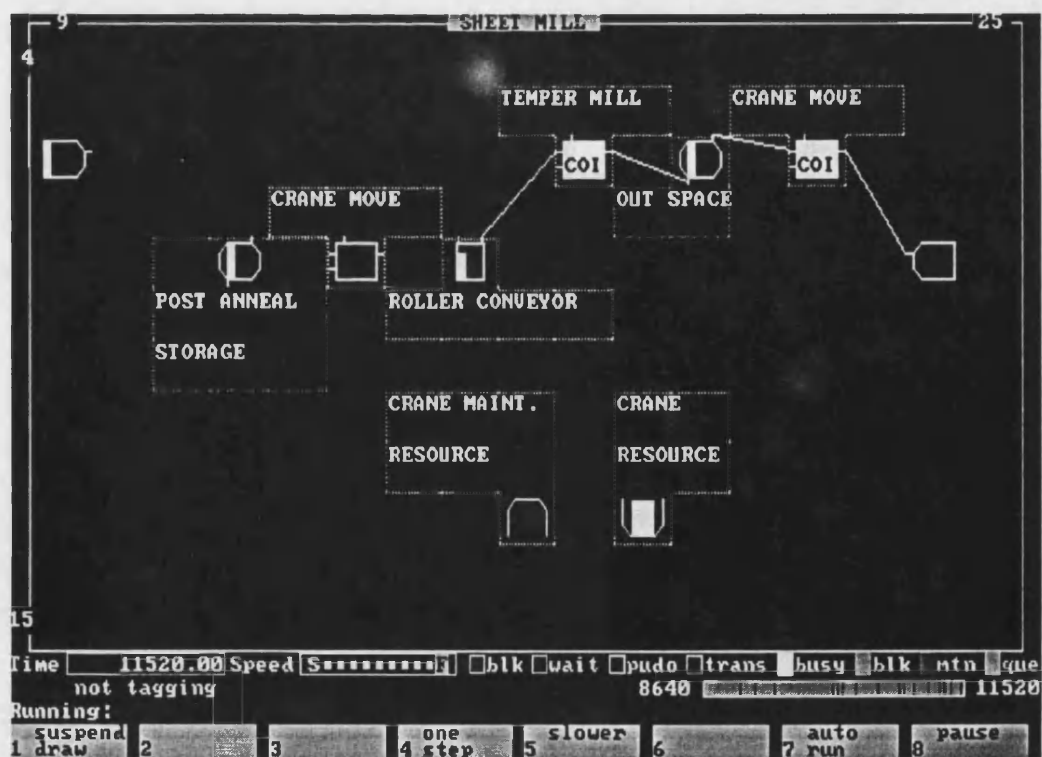 9 SHEET MILL 25
4
TEMPER MILL CRANE MOVE
COI COI
CRANE MOVE OUT SPACE
POST ANNEAL ROLLER CONVEYOR
STORAGE
CRANE MAINT. CRANE
RESOURCE RESOURCE
15
Time 11520.00 Speed S blk wait pudo trans busy blk mtn que
not tagging 8640 11520
Running:
suspend one slower auto pause
1 draw 2 3 4 step 5 6 7 run 8